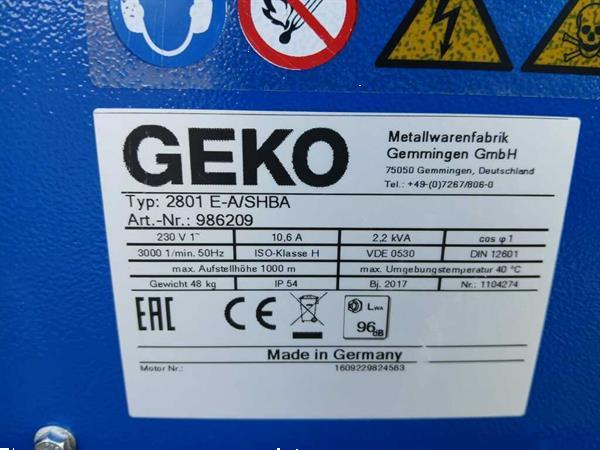 GEKO
Metallwarenfabrik
Gemmingen GmbH
75050 Gemmingen, Deutschland
Tel.: +49-(0)7267/806-0
Typ: 2801 E-A/SHBA
Art.-Nr.: 986209
230 V 1~ 10,6 A 2,2 kVA cos φ 1
3000 1/min. 50Hz ISO-Klasse H VDE 0530 DIN 12601
max. Aufstellhöhe 1000 m max. Umgebungstemperatur 40 °C
Gewicht 48 kg IP 54 Bj. 2017 Nr.: 1104274
EAC CE LWA
96 dB
Made in Germany
Motor Nr.: 1609229824563